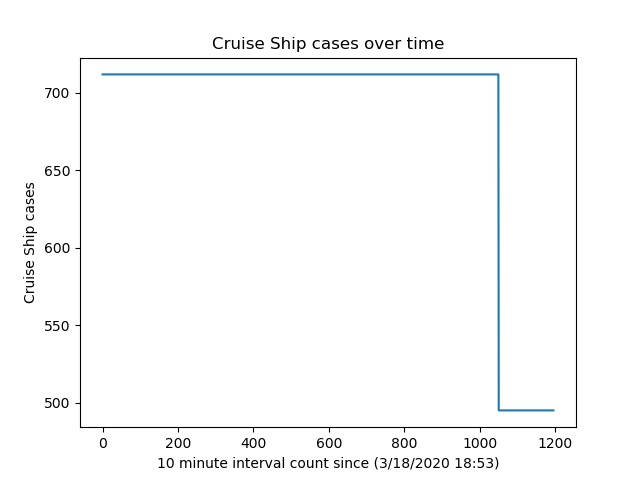 Cruise Ship cases over time
Cruise Ship cases
700
650
600
550
500
0 200 400 600 800 1000 1200
10 minute interval count since (3/18/2020 18:53)